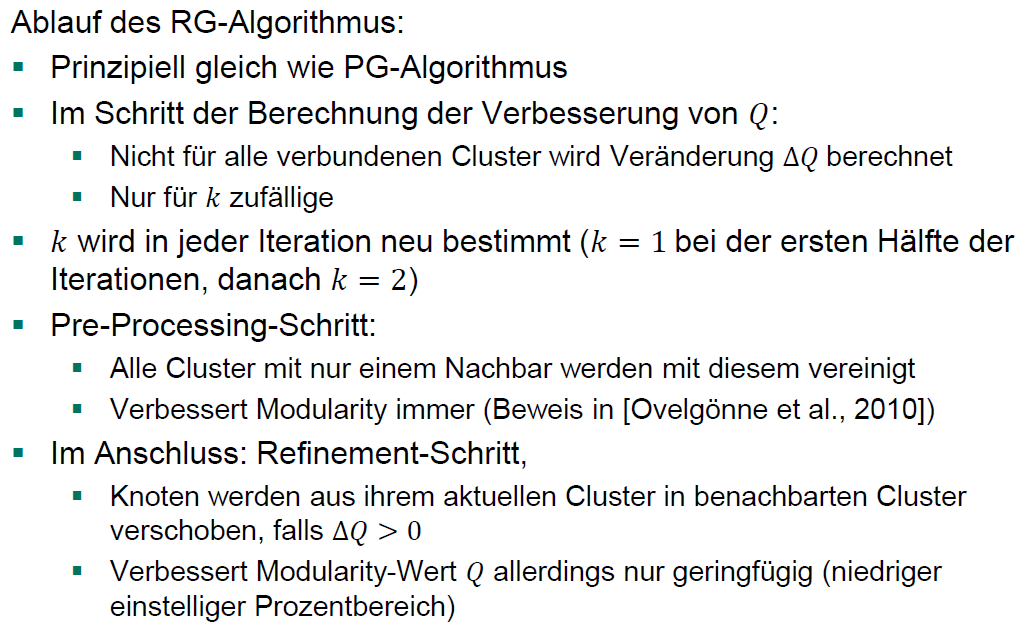 Ablauf des RG-Algorithmus:
▪ Prinzipiell gleich wie PG-Algorithmus
▪ Im Schritt der Berechnung der Verbesserung von 𝑄:
▪ Nicht für alle verbundenen Cluster wird Veränderung Δ𝑄 berechnet
▪ Nur für 𝑘 zufällige
▪ 𝑘 wird in jeder Iteration neu bestimmt (𝑘 = 1 bei der ersten Hälfte der
Iterationen, danach 𝑘 = 2)
▪ Pre-Processing-Schritt:
▪ Alle Cluster mit nur einem Nachbar werden mit diesem vereinigt
▪ Verbessert Modularity immer (Beweis in [Ovelgönne et al., 2010])
▪ Im Anschluss: Refinement-Schritt,
▪ Knoten werden aus ihrem aktuellen Cluster in benachbarten Cluster
verschoben, falls Δ𝑄 > 0
▪ Verbessert Modularity-Wert 𝑄 allerdings nur geringfügig (niedriger
einstelliger Prozentbereich)